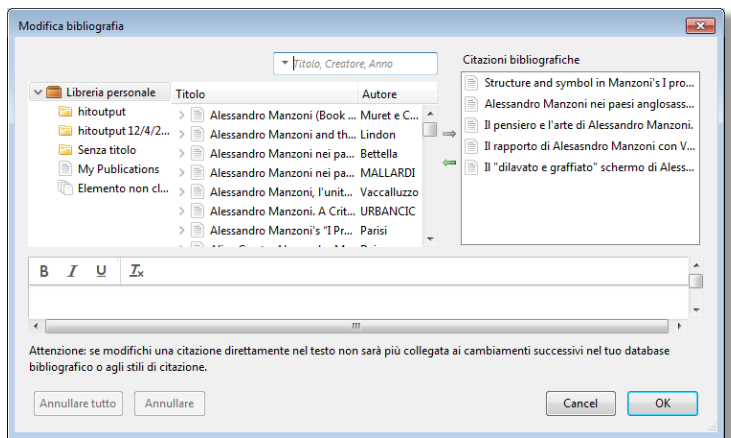 Modifica bibliografia
Titolo, Creatore, Anno
Citazioni bibliografiche
Libreria personale
hitoutput
hitoutput 12/4/2...
Senza titolo
My Publications
Elemento non cl...
Titolo Autore
Alessandro Manzoni (Book ... Muret e C...
Alessandro Manzoni and th... Lindon
Alessandro Manzoni nei pa... Bettella
Alessandro Manzoni nei pa... MALLARDI
Alessandro Manzoni, l'unit... Vaccalluzzo
Alessandro Manzoni. A Crit... URBANCIC
Alessandro Manzoni's "I Pr... Parisi
Structure and symbol in Manzoni's I pro...
Alessandro Manzoni nei paesi anglosass...
Il pensiero e l'arte di Alessandro Manzoni.
Il rapporto di Alesasndro Manzoni con V...
Il "dilavato e graffiato" schermo di Aless...
B I U Tx
Attenzione: se modifichi una citazione direttamente nel testo non sarà più collegata ai cambiamenti successivi nel tuo database
bibliografico o agli stili di citazione.
Annullare tutto Annullare Cancel OK